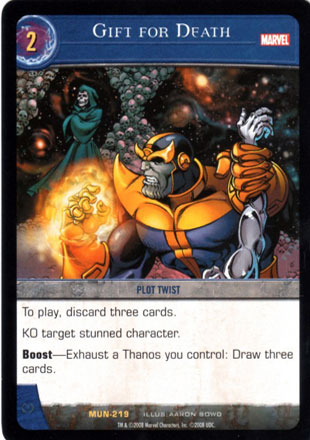 2
GIFT FOR DEATH
MARVEL
PLOT TWIST
To play, discard three cards.
KO target stunned character.
Boost—Exhaust a Thanos you control: Draw three
cards.
MUN-219 ILLUS AARON SOWD
TM & ©2008 Marvel Characters, Inc. ©2008 UDC.